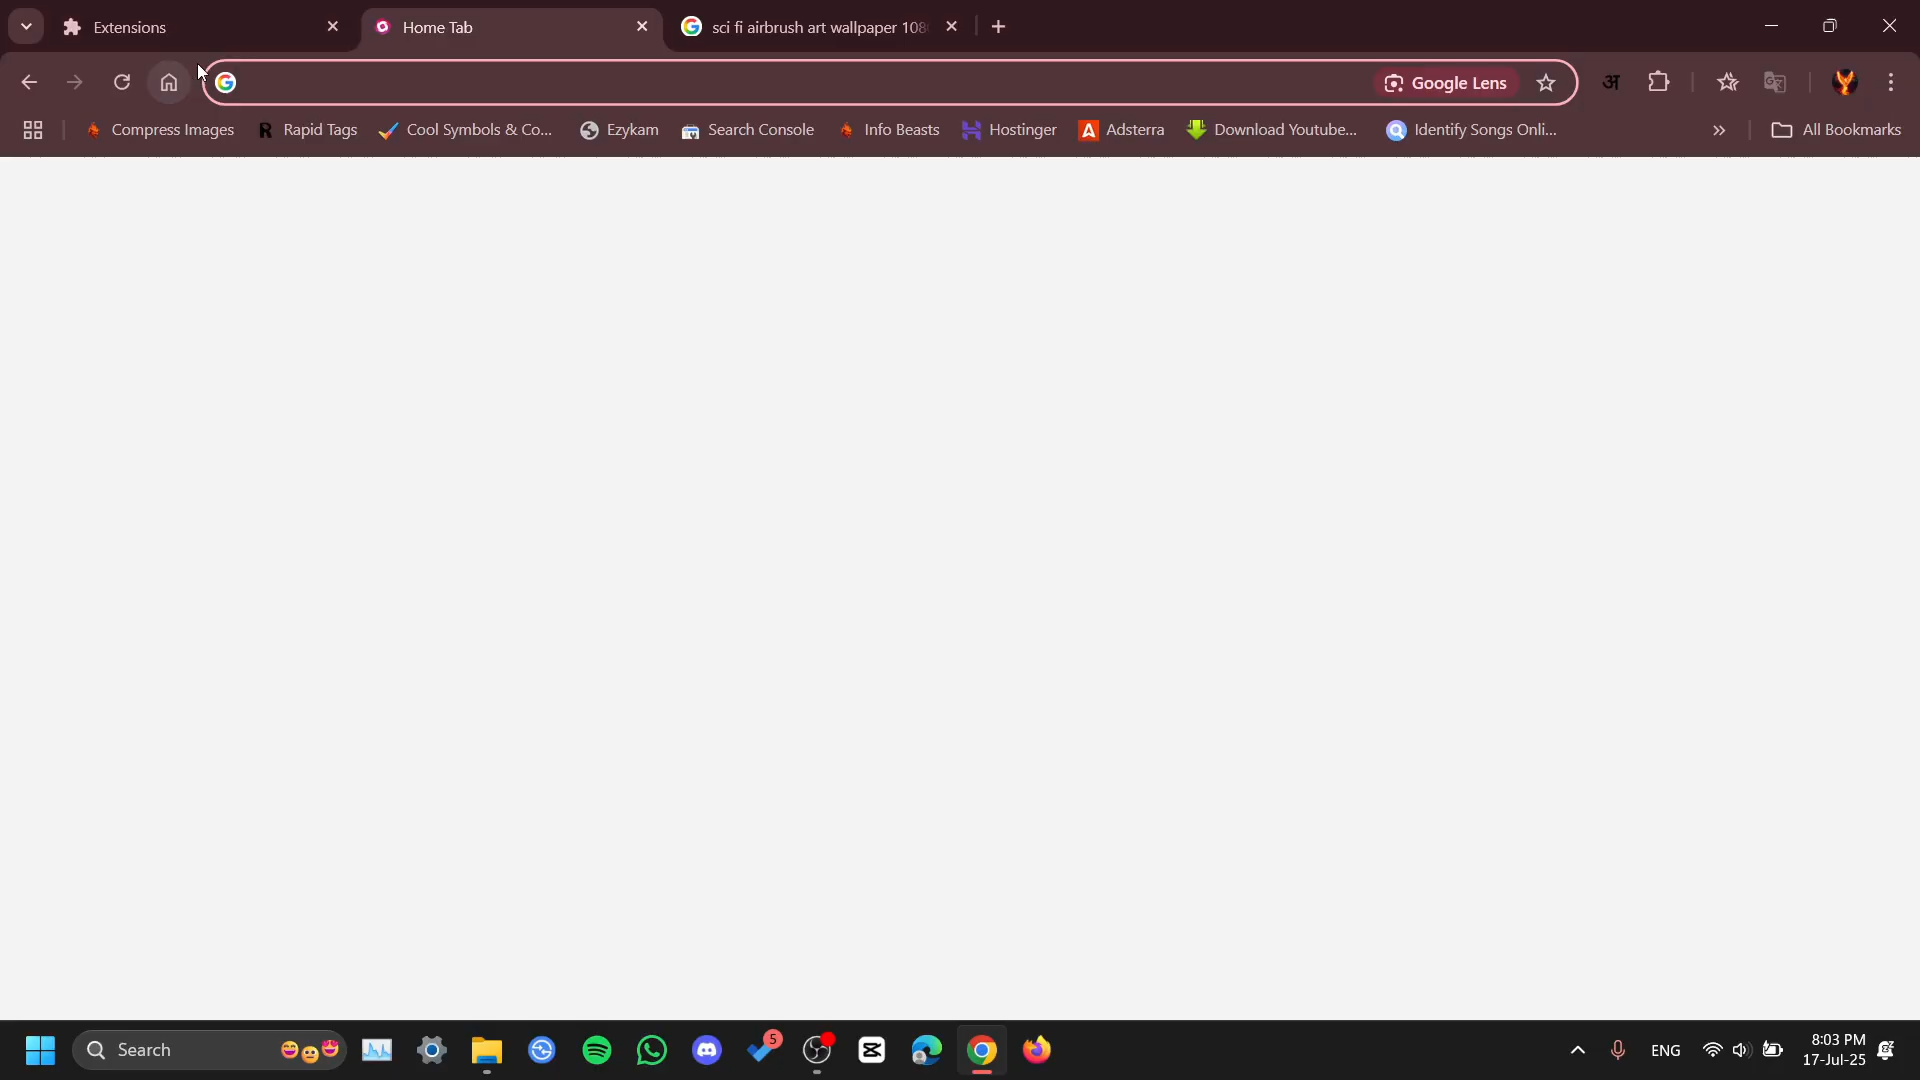 Extensions
Home Tab
sci fi airbrush art wallpaper 108
Google Lens
अ
Compress Images
Rapid Tags
Cool Symbols & Co...
Ezykam
Search Console
Info Beasts
Hostinger
Adsterra
Download Youtube...
Identify Songs Onli...
All Bookmarks
Search
5
ENG
8:03 PM
17-Jul-25